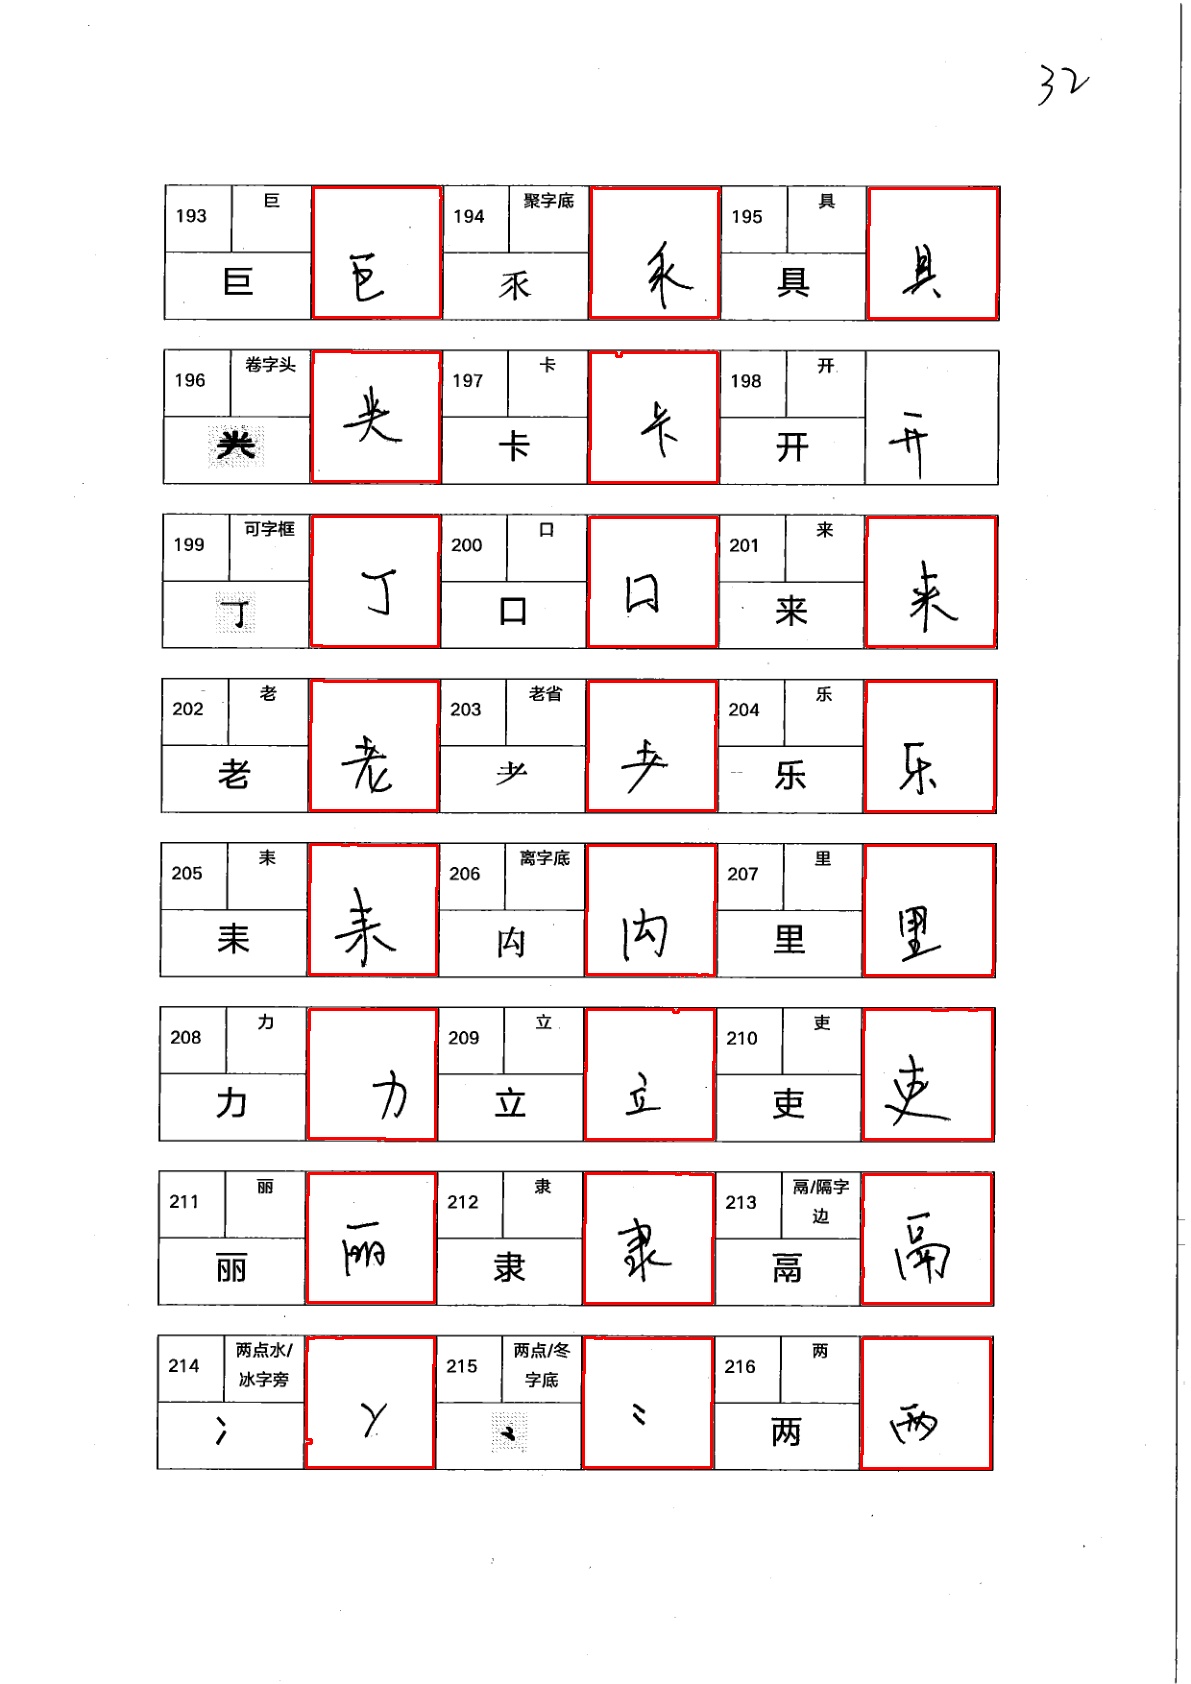 32
193 巨 巨 巨 194 聚字底 乑 乑 195 具 具 具
196 卷字头 龹 龹 197 卡 卡 卡 198 开 开 开
199 可字框 丁 丁 200 口 口 口 201 来 来 来
202 老 老 老 203 老省 耂 204 乐 乐 乐
205 耒 耒 耒 206 离字底 禸 禸 207 里 里 里
208 力 力 力 209 立 立 立 210 吏 吏 吏
211 丽 丽 丽 212 隶 隶 隶 213 鬲/隔字边 鬲 鬲
214 两点水/冰字旁 冫 冫 215 两点/冬字底 ⺀ ⺀ 216 两 两 两